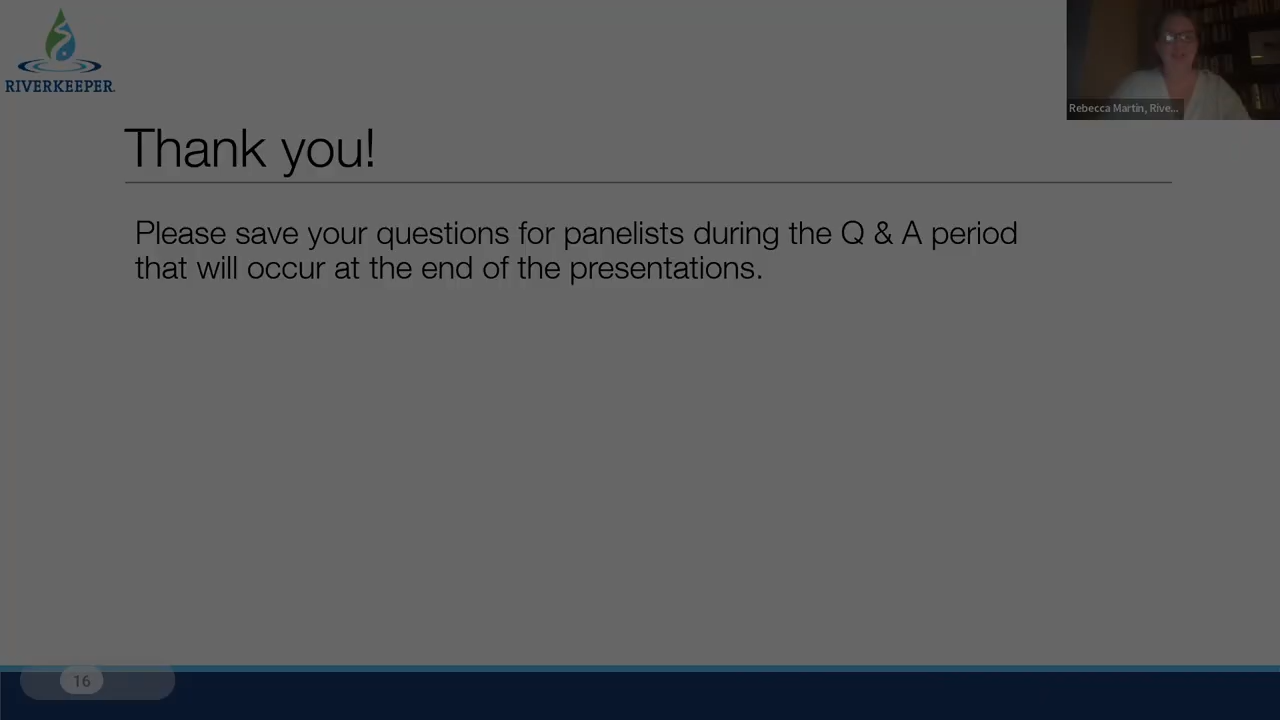 RIVERKEEPER.
Rebecca Martin, Rive...
Thank you!
Please save your questions for panelists during the Q & A period
that will occur at the end of the presentations.
16